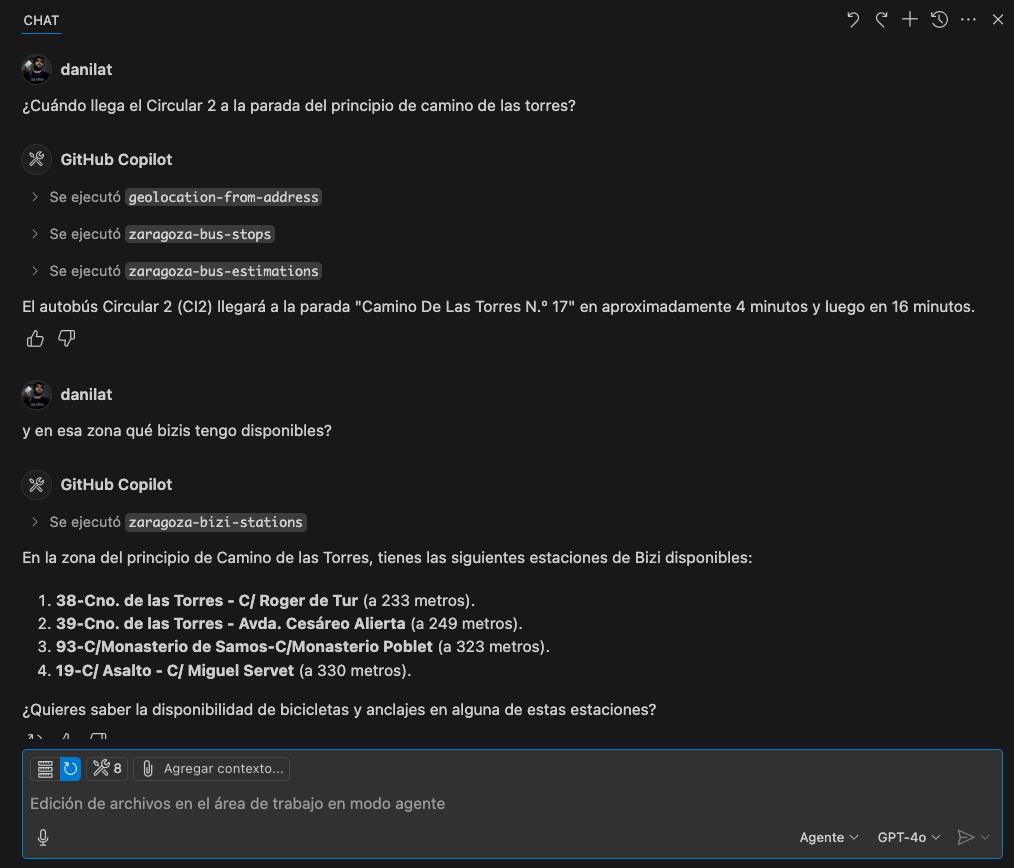 CHAT
danilat
¿Cuándo llega el Circular 2 a la parada del principio de camino de las torres?
GitHub Copilot
Se ejecutó geolocation-from-address
Se ejecutó zaragoza-bus-stops
Se ejecutó zaragoza-bus-estimations
El autobús Circular 2 (CI2) llegará a la parada "Camino De Las Torres N.º 17" en aproximadamente 4 minutos y luego en 16 minutos.
danilat
y en esa zona qué bizis tengo disponibles?
GitHub Copilot
Se ejecutó zaragoza-bizi-stations
En la zona del principio de Camino de las Torres, tienes las siguientes estaciones de Bizi disponibles:
1. 38-Cno. de las Torres - C/ Roger de Tur (a 233 metros).
2. 39-Cno. de las Torres - Avda. Cesáreo Alierta (a 249 metros).
3. 93-C/Monasterio de Samos-C/Monasterio Poblet (a 323 metros).
4. 19-C/ Asalto - C/ Miguel Servet (a 330 metros).
¿Quieres saber la disponibilidad de bicicletas y anclajes en alguna de estas estaciones?
8 Agregar contexto...
Edición de archivos en el área de trabajo en modo agente
Agente GPT-4o